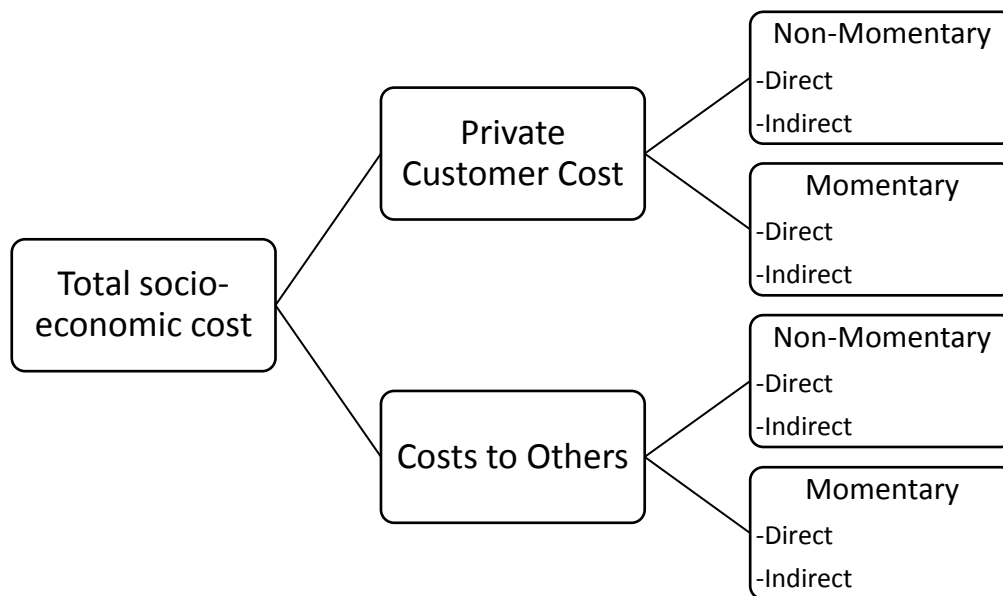 Total socio-
economic cost
Private
Customer Cost
Non-Momentary
-Direct
-Indirect
Momentary
-Direct
-Indirect
Costs to Others
Non-Momentary
-Direct
-Indirect
Momentary
-Direct
-Indirect